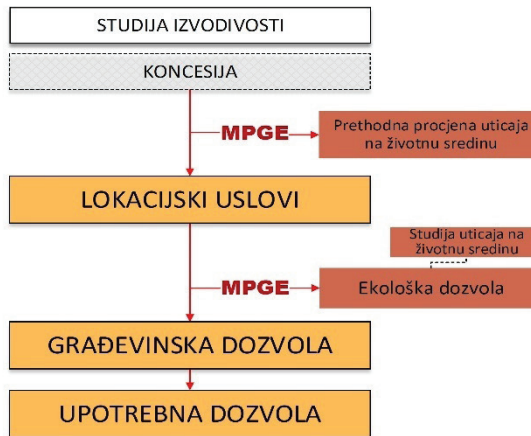 STUDIJA IZVODIVOSTI
KONCESIJA
MPGE
Prethodna procjena uticaja
na životnu sredinu
LOKACIJSKI USLOVI
Studija uticaja na
životnu sredinu
MPGE
Ekološka dozvola
GRAĐEVINSKA DOZVOLA
UPOTREBNA DOZVOLA